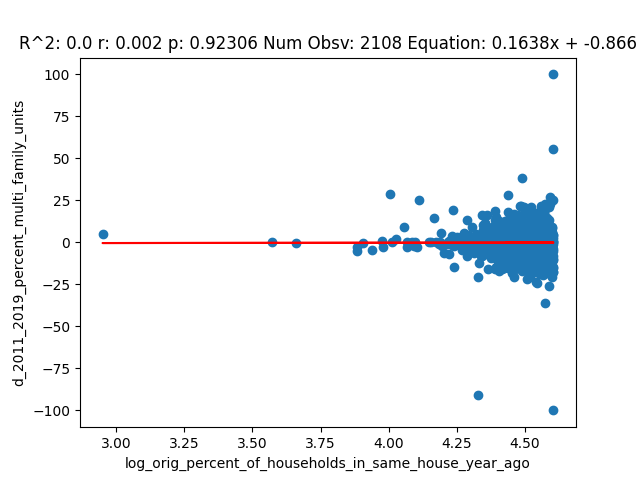 R^2: 0.0 r: 0.002 p: 0.92306 Num Obsv: 2108 Equation: 0.1638x + -0.866
100
75
50
25
0
−25
−50
−75
−100
d_2011_2019_percent_multi_family_units
3.00 3.25 3.50 3.75 4.00 4.25 4.50
log_orig_percent_of_households_in_same_house_year_ago